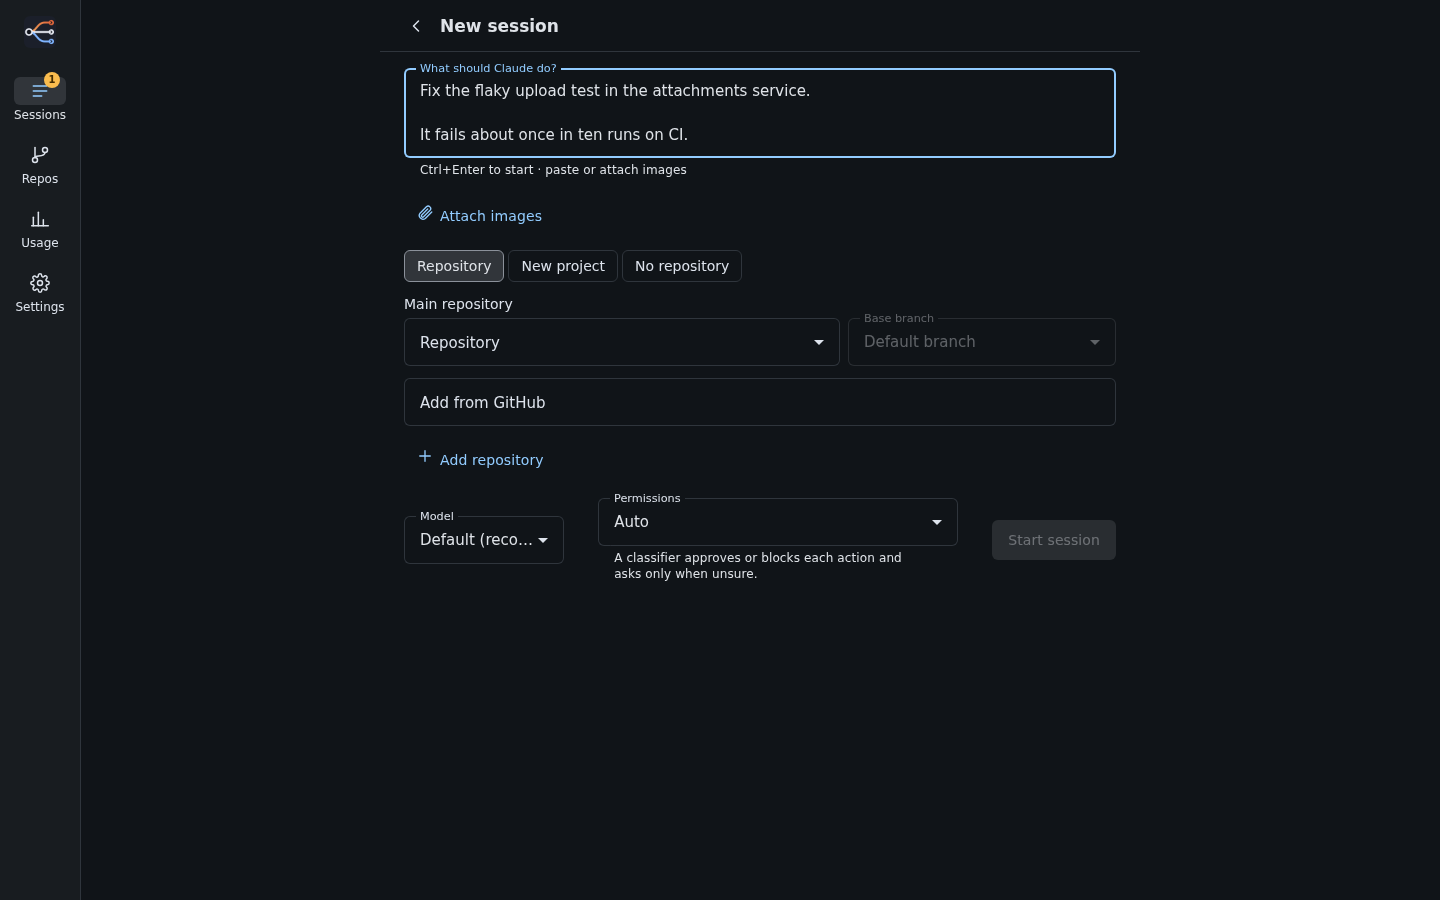 New session
1
Sessions
Repos
Usage
Settings
What should Claude do?
Fix the flaky upload test in the attachments service.
It fails about once in ten runs on CI.
Ctrl+Enter to start · paste or attach images
Attach images
Repository
New project
No repository
Main repository
Repository
Base branch
Default branch
Add from GitHub
Add repository
Model
Default (reco…
Permissions
Auto
A classifier approves or blocks each action and
asks only when unsure.
Start session